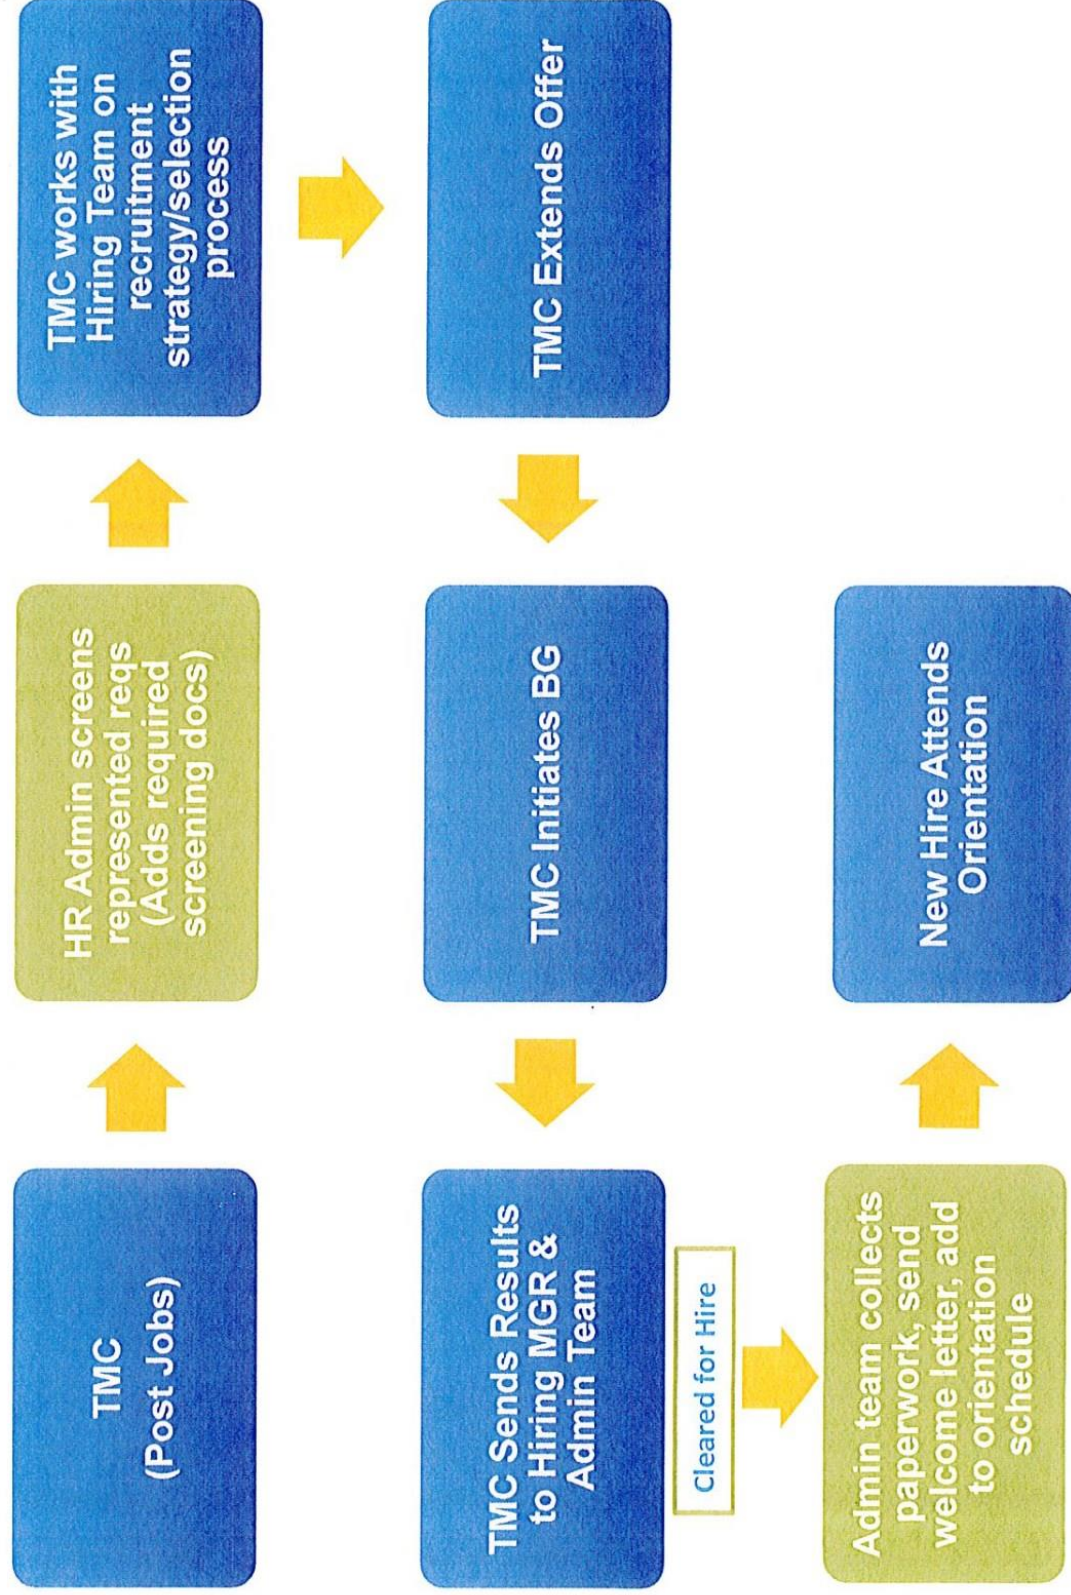 TMC
(Post Jobs)
HR Admin screens
represented reqs
(Adds required
screening docs)
TMC works with
Hiring Team on
recruitment
strategy/selection
process
TMC Extends Offer
TMC Initiates BG
TMC Sends Results
to Hiring MGR &
Admin Team
Cleared for Hire
Admin team collects
paperwork, send
welcome letter, add
to orientation
schedule
New Hire Attends
Orientation